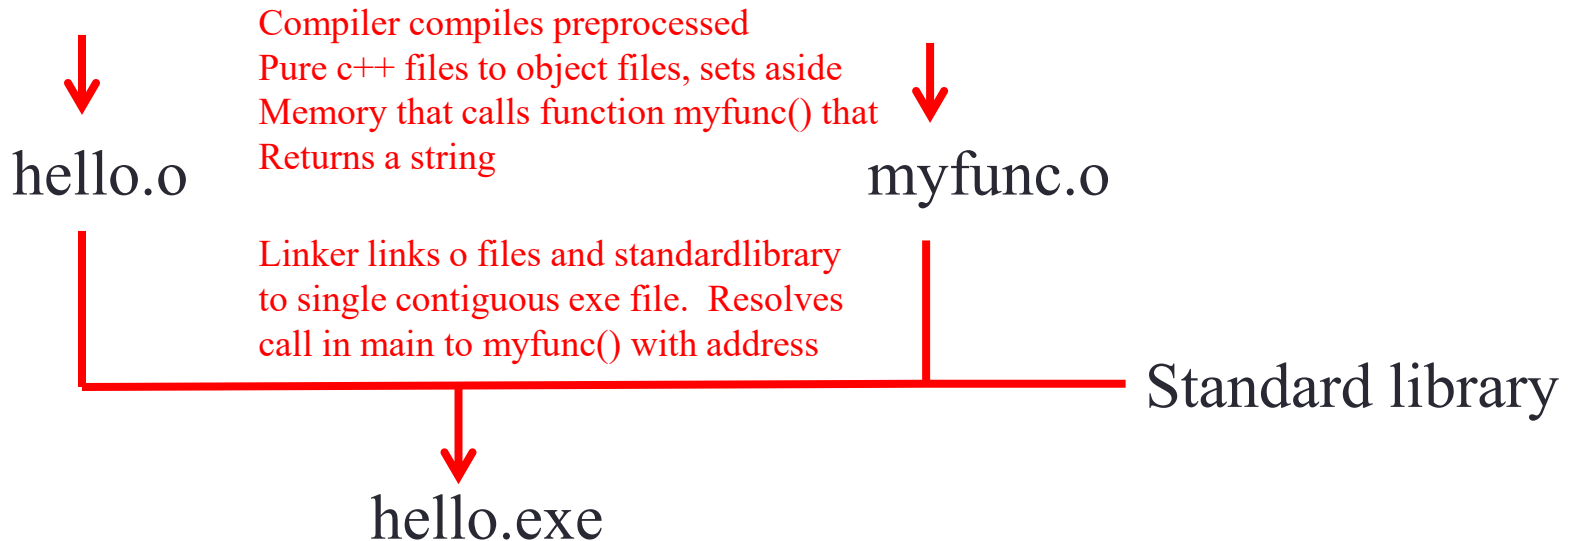 Compiler compiles preprocessed
Pure c++ files to object files, sets aside
Memory that calls function myfunc() that
Returns a string
hello.o
myfunc.o
Linker links o files and standardlibrary
to single contiguous exe file.  Resolves
call in main to myfunc() with address
Standard library
hello.exe